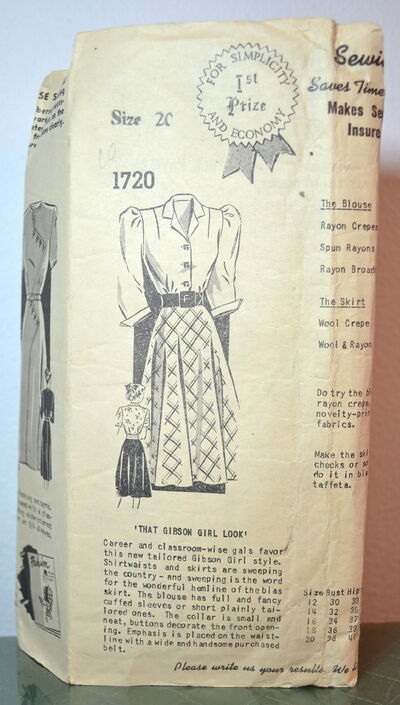 FOR SIMPLICITY
AND ECONOMY
1st
Prize
Size 20
1720
Saves Time
Makes
Insure
The Blouse
Rayon Crepes
Spun Rayons
Rayon
The Skirt
Wool Crepe
Wool & Rayon
Do try the
rayon crepe,
novelty-
fabrics.
Make the
checks or
do it in
taffeta.
'THAT GIBSON GIRL LOOK'
Career and classroom-wise gals favor
this new tailored Gibson Girl style.
Shirtwaists and skirts are sweeping
the country - and sweeping is the word
for the wonderful hemline of the bias
skirt. The blouse has full and fancy
cuffed sleeves or short plainly tai-
lored ones. The collar is small and
neat, buttons decorate the front open-
ing. Emphasis is placed on the waist-
line with a wide and handsome purchased
belt.
Size Bust Hip
12 30 33
14 32 35
16 34 37
18 36 39
20 38 41
Please write us your results. We